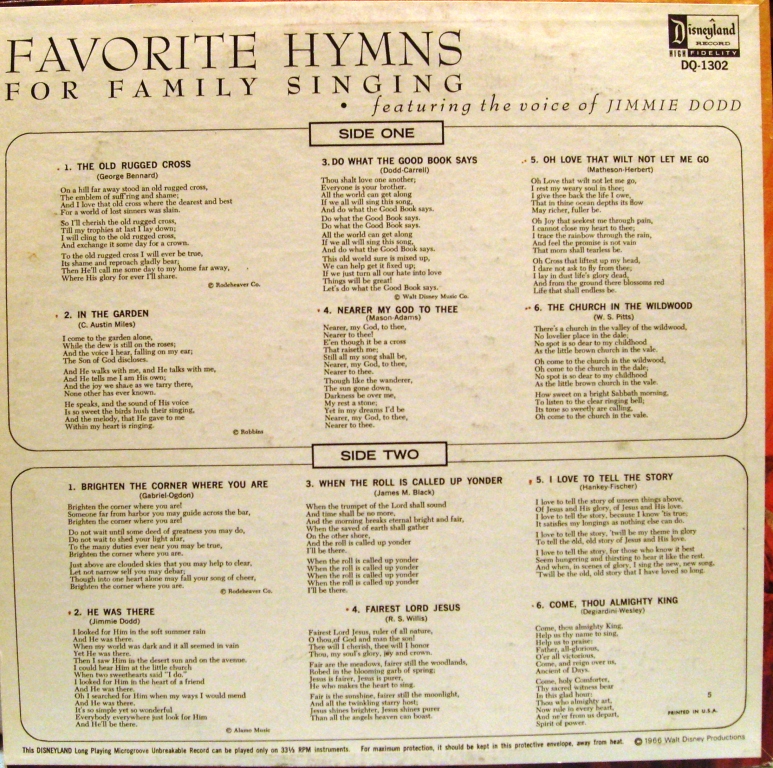 FAVORITE HYMNS
FOR FAMILY SINGING
• featuring the voice of JIMMIE DODD
Disneyland
RECORD
HIGH FIDELITY
DQ-1302
SIDE ONE
1. THE OLD RUGGED CROSS
(George Bennard)
On a hill far away stood an old rugged cross,
The emblem of suff'ring and shame;
And I love that old cross where the dearest and best
For a world of lost sinners was slain.
So I'll cherish the old rugged cross,
Till my trophies at last I lay down;
I will cling to the old rugged cross,
And exchange it some day for a crown.
To the old rugged cross I will ever be true,
Its shame and reproach gladly bear;
Then He'll call me some day to my home far away,
Where His glory for ever I'll share.
© Rodeheaver Co.
2. IN THE GARDEN
(C. Austin Miles)
I come to the garden alone,
While the dew is still on the roses;
And the voice I hear, falling on my ear;
The Son of God discloses.
And He walks with me, and He talks with me,
And He tells me I am His own;
And the joy we share as we tarry there,
None other has ever known.
He speaks, and the sound of His voice
Is so sweet the birds hush their singing,
And the melody, that He gave to me
Within my heart is ringing.
© Robbins
3. DO WHAT THE GOOD BOOK SAYS
(Dodd-Carroll)
Thou shalt love one another;
Everyone is your brother.
All the world can get along
If we all will sing this song,
And do what the Good Book says.
Do what the Good Book says.
Do what the Good Book says.
All the world can get along
If we all will sing this song,
And do what the Good Book says.
This old world sure is mixed up,
We can help get it fixed up;
If we just turn all our hate into love
Things will be great!
Let's do what the Good Book says.
© Walt Disney Music Co.
4. NEARER MY GOD TO THEE
(Mason-Adams)
Nearer, my God, to thee,
Nearer to thee!
E'en though it be a cross
That raiseth me;
Still all my song shall be,
Nearer, my God, to thee,
Nearer to thee.
Though like the wanderer,
The sun gone down,
Darkness be over me,
My rest a stone;
Yet in my dreams I'd be
Nearer, my God, to thee,
Nearer to thee.
5. OH LOVE THAT WILT NOT LET ME GO
(Matheson-Herbert)
Oh Love that wilt not let me go,
I rest my weary soul in thee;
I give thee back the life I owe,
That in thine ocean depths its flow
May richer, fuller be.
Oh Joy that seekest me through pain,
I cannot close my heart to thee;
I trace the rainbow through the rain,
And feel the promise is not vain
That morn shall tearless be.
Oh Cross that liftest up my head,
I dare not ask to fly from thee;
I lay in dust life's glory dead,
And from the ground there blossoms red
Life that shall endless be.
6. THE CHURCH IN THE WILDWOOD
(W. S. Pitts)
There's a church in the valley of the wildwood,
No lovelier place in the dale;
No spot is so dear to my childhood
As the little brown church in the vale.
Oh come to the church in the wildwood,
Oh come to the church in the dale;
No spot is so dear to my childhood
As the little brown church in the vale.
How sweet on a bright Sabbath morning,
To listen to the clear ringing bell;
Its tone so sweetly are calling,
Oh come to the church in the vale.
SIDE TWO
1. BRIGHTEN THE CORNER WHERE YOU ARE
(Gabriel-Ogdon)
Brighten the corner where you are!
Someone far from harbor you may guide across the bar,
Brighten the corner where you are!
Do not wait until some deed of greatness you may do,
Do not wait to shed your light afar,
To the many duties ever near you may be true,
Brighten the corner where you are.
Just above are clouded skies that you may help to clear,
Let not narrow self you may debar;
Though into one heart alone may fall your song of cheer,
Brighten the corner where you are.
© Rodeheaver Co.
2. HE WAS THERE
(Jimmie Dodd)
I looked for Him in the soft summer rain
And He was there.
When my world was dark and it all seemed in vain
Yet He was there.
Then I saw Him in the desert sun and on the avenue.
I could hear Him at the little church
When two sweethearts said "I do."
I looked for Him in the heart of a friend
And He was there.
Oh I searched for Him when my ways I would mend
And He was there.
It's so simple yet so wonderful
Everybody everywhere just look for Him
And He'll be there.
© Alamo Music
3. WHEN THE ROLL IS CALLED UP YONDER
(James M. Black)
When the trumpet of the Lord shall sound
And time shall be no more,
And the morning breaks eternal bright and fair,
When the saved of earth shall gather
On the other shore,
And the roll is called up yonder
I'll be there.
When the roll is called up yonder
When the roll is called up yonder
When the roll is called up yonder
When the roll is called up yonder
I'll be there.
4. FAIREST LORD JESUS
(R. S. Willis)
Fairest Lord Jesus, ruler of all nature,
O thou of God and man the son!
Thee will I cherish, thee will I honor
Thou, my soul's glory, joy and crown.
Fair are the meadows, fairer still the woodlands,
Robed in the blooming garb of spring;
Jesus is fairer, Jesus is purer,
He who makes the heart to sing.
Fair is the sunshine, fairer still the moonlight,
And all the twinkling starry host;
Jesus shines brighter, Jesus shines purer
Than all the angels heaven can boast.
5. I LOVE TO TELL THE STORY
(Hankey-Fischer)
I love to tell the story of unseen things above,
Of Jesus and His glory, of Jesus and His love.
I love to tell the story, because I know 'tis true;
It satisfies my longings as nothing else can do.
I love to tell the story, 'twill be my theme in glory
To tell the old, old story of Jesus and His love.
I love to tell the story, for those who know it best
Seem hungering and thirsting to hear it like the rest.
And when, in scenes of glory, I sing the new, new song,
'Twill be the old, old story that I have loved so long.
6. COME, THOU ALMIGHTY KING
(Degiardini-Wesley)
Come, thou almighty King,
Help us thy name to sing,
Help us to praise:
Father, all-glorious,
O'er all victorious,
Come, and reign over us,
Ancient of Days.
Come, holy Comforter,
Thy sacred witness bear
In this glad hour;
Thou who almighty art,
Now rule in every heart,
And ne'er from us depart,
Spirit of power.
5
PRINTED IN U.S.A.
This DISNEYLAND Long Playing Microgroove Unbreakable Record can be played only on 33⅓ RPM instruments. For maximum protection, it should be kept in this protective envelope, away from heat. © 1966 Walt Disney Productions